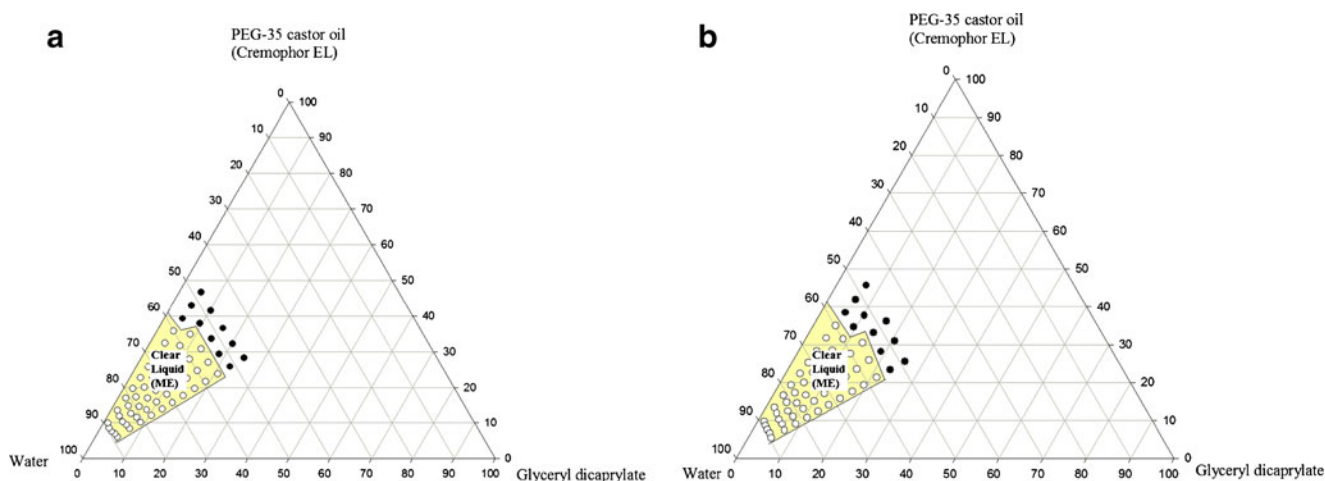 a
PEG-35 castor oil
(Cremophor EL)
0 100
10 90
20 80
30 70
40 60
50 50
60 40
70 30
80 20
90 10
100 0
Clear
Liquid
(ME)
Water
Glyceryl dicaprylate
0 10 20 30 40 50 60 70 80 90 100
b
PEG-35 castor oil
(Cremophor EL)
0 100
10 90
20 80
30 70
40 60
50 50
60 40
70 30
80 20
90 10
100 0
Clear
Liquid
(ME)
Water
Glyceryl dicaprylate
0 10 20 30 40 50 60 70 80 90 100